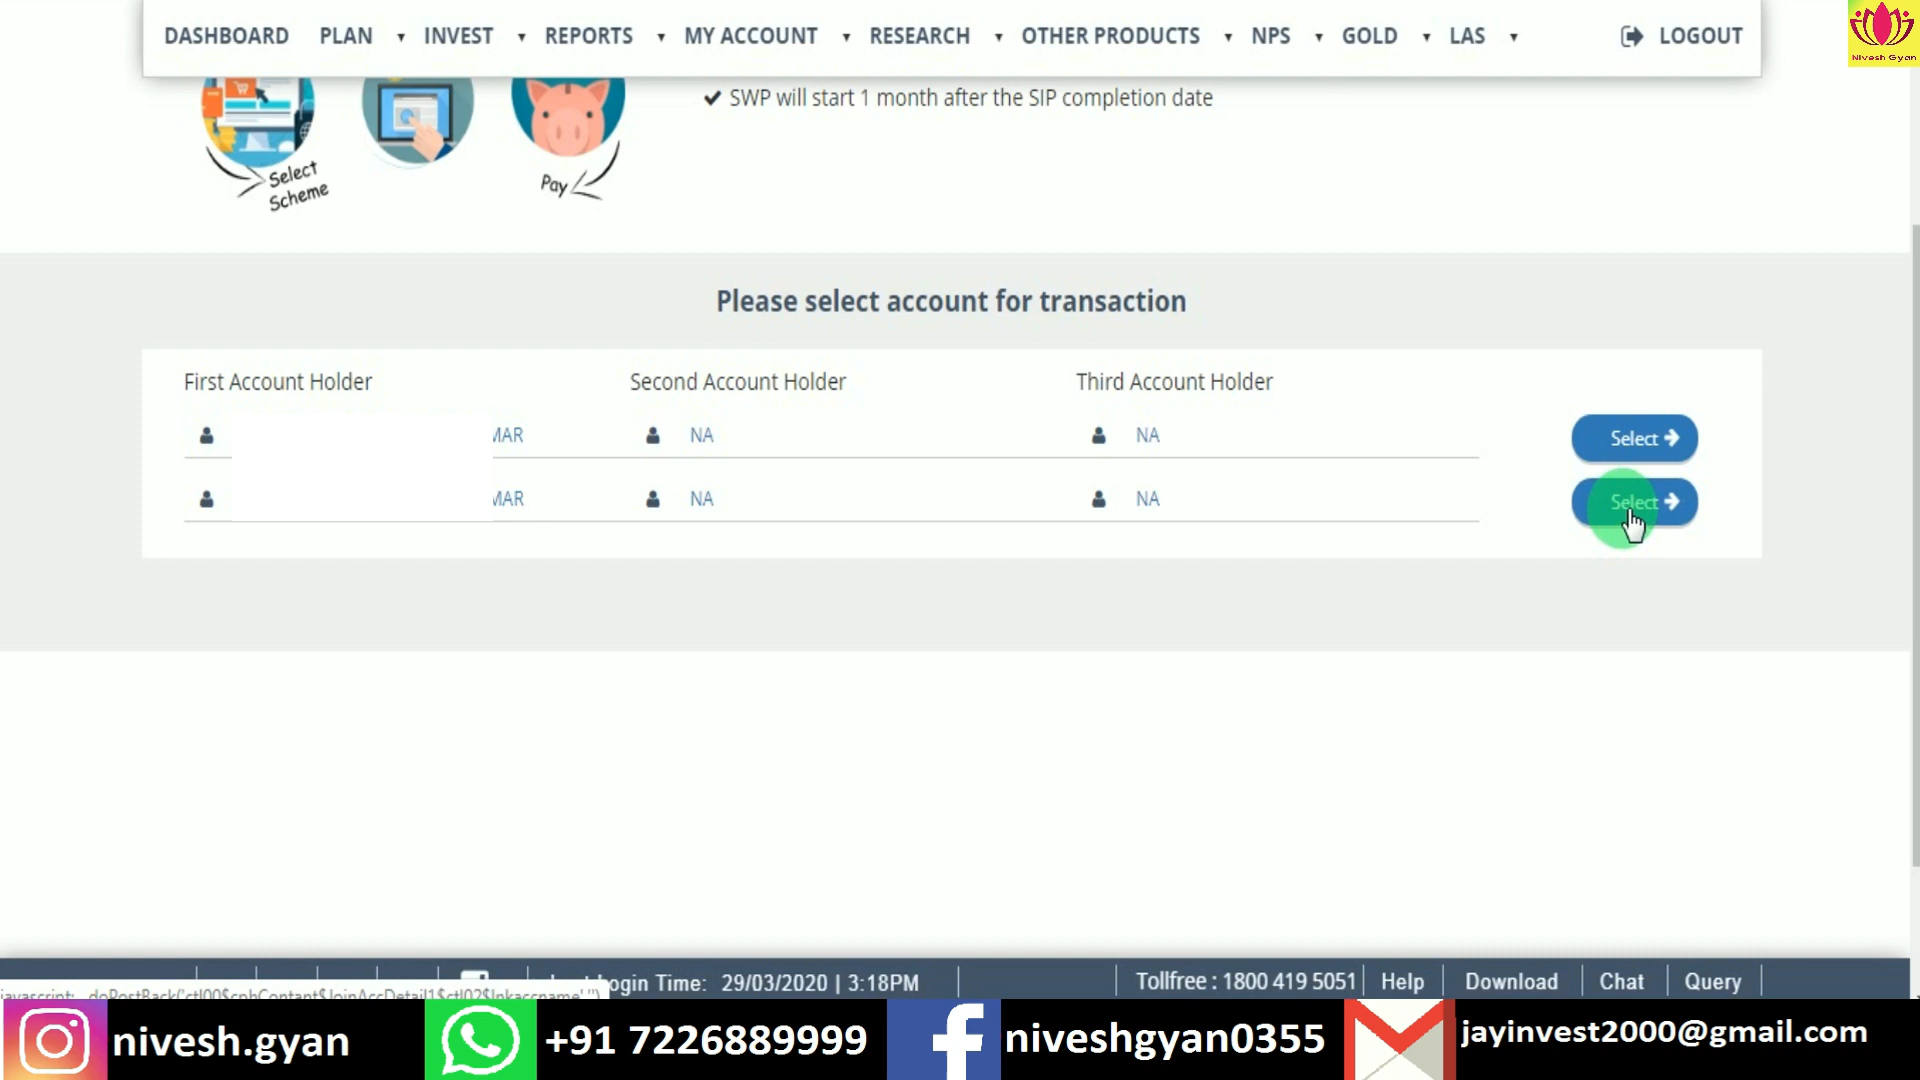 DASHBOARD PLAN INVEST REPORTS MY ACCOUNT RESEARCH OTHER PRODUCTS NPS GOLD LAS LOGOUT
Nivesh Gyan
SWP will start 1 month after the SIP completion date
Select
Scheme
Pay
Please select account for transaction
First Account Holder Second Account Holder Third Account Holder
MAR NA NA Select
MAR NA NA Select
ogin Time: 29/03/2020 | 3:18PM Tollfree : 1800 419 5051 Help Download Chat Query
nivesh.gyan +91 7226889999 niveshgyan0355 jayinvest2000@gmail.com